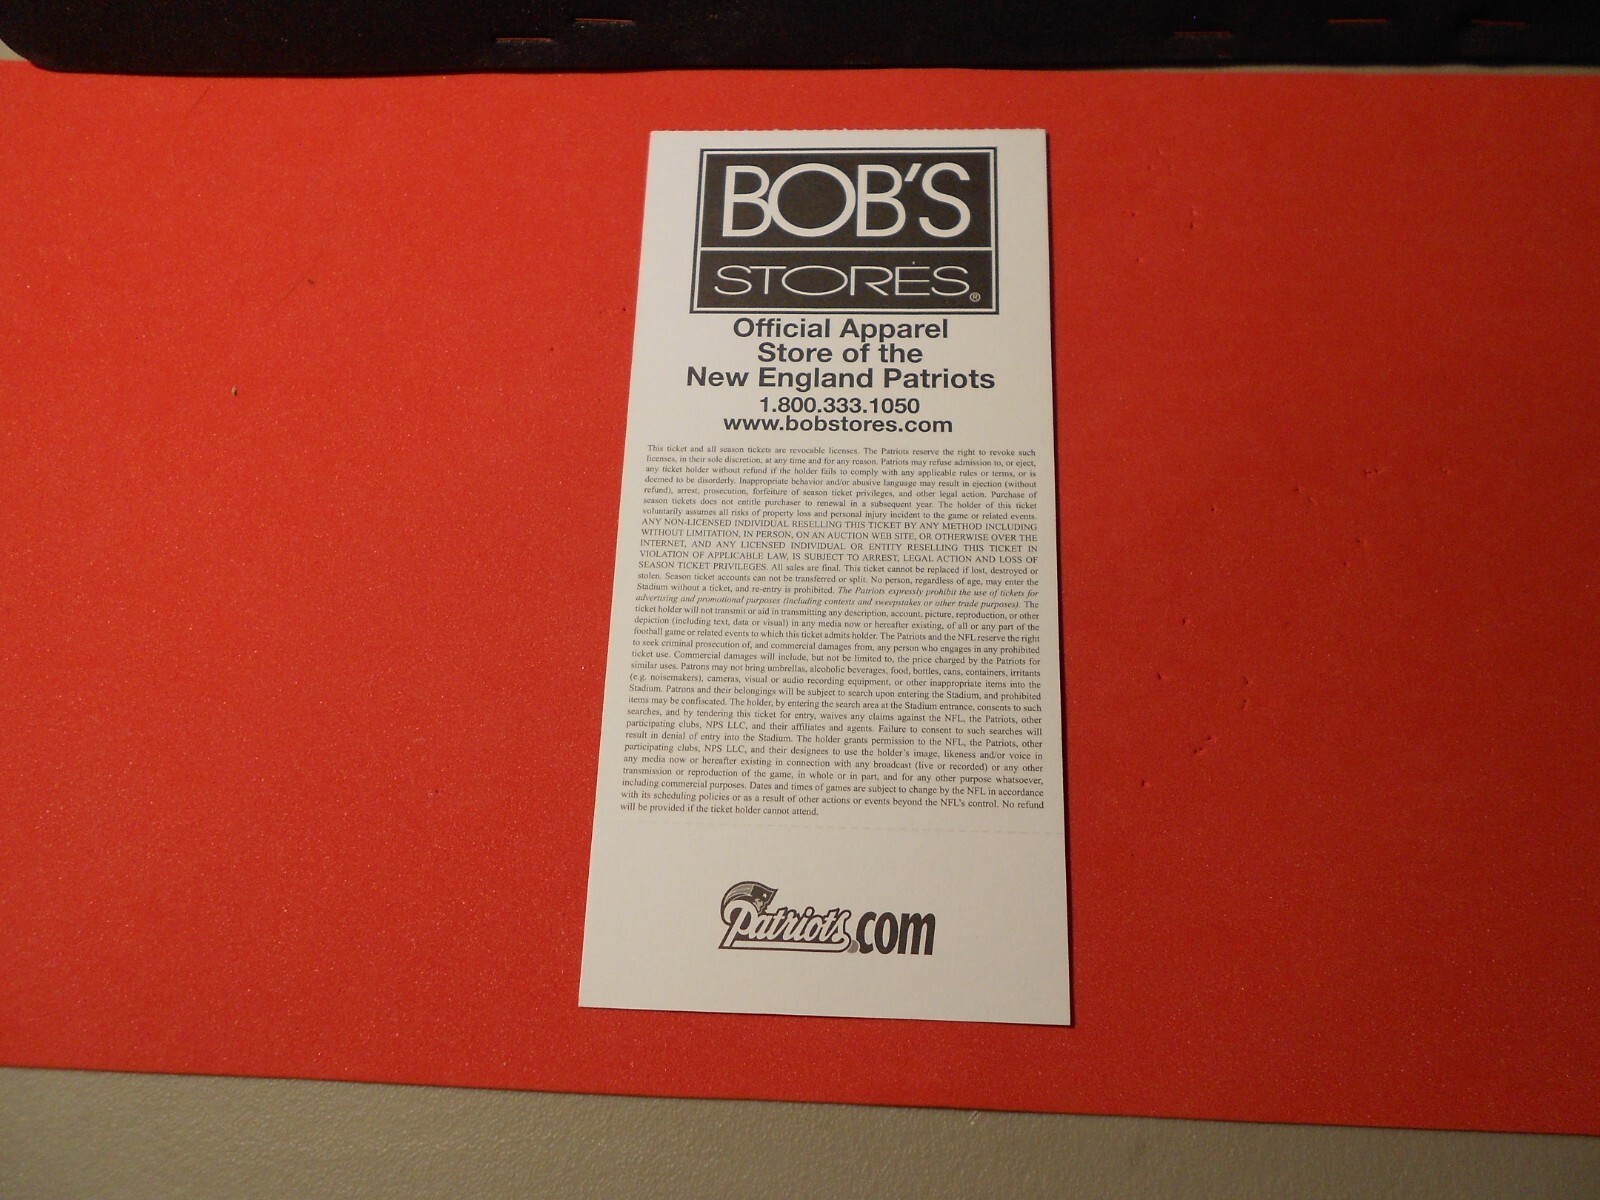 BOB'S
STORES®
Official Apparel
Store of the
New England Patriots
1.800.333.1050
www.bobstores.com
This ticket and all season tickets are revocable licenses. The Patriots reserve the right to revoke such
licenses, in their sole discretion, at any time and for any reason. Patriots may refuse admission to, or eject,
any ticket holder without refund if the holder fails to comply with any applicable rules or terms, or is
deemed to be disorderly. Inappropriate behavior and/or abusive language may result in ejection (without
refund), arrest, prosecution, forfeiture of season ticket privileges, and other legal action. Purchase of
season tickets does not entitle purchaser to renewal in a subsequent year. The holder of this ticket
voluntarily assumes all risks of property loss and personal injury incident to the game or related events.
ANY NON-LICENSED INDIVIDUAL RESELLING THIS TICKET BY ANY METHOD INCLUDING
WITHOUT LIMITATION, IN PERSON, ON AN AUCTION WEB SITE, OR OTHERWISE OVER THE
INTERNET, AND ANY LICENSED INDIVIDUAL OR ENTITY RESELLING THIS TICKET IN
VIOLATION OF APPLICABLE LAW, IS SUBJECT TO ARREST, LEGAL ACTION AND LOSS OF
SEASON TICKET PRIVILEGES. All sales are final. This ticket cannot be replaced if lost, destroyed or
stolen. Season ticket accounts can not be transferred or split. No person, regardless of age, may enter the
Stadium without a ticket, and re-entry is prohibited. The Patriots expressly prohibit the use of tickets for
advertising and promotional purposes (including contests and sweepstakes or other trade purposes). The
ticket holder will not transmit or aid in transmitting any description, account, picture, reproduction, or other
depiction (including text, data or visual) in any media now or hereafter existing, of all or any part of the
football game or related events to which this ticket admits holder. The Patriots and the NFL reserve the right
to seek criminal prosecution of, and commercial damages from, any person who engages in any prohibited
ticket use. Commercial damages will include, but not be limited to, the price charged by the Patriots for
similar uses. Patrons may not bring umbrellas, alcoholic beverages, food, bottles, cans, containers, irritants
(e.g. noisemakers), cameras, visual or audio recording equipment, or other inappropriate items into the
Stadium. Patrons and their belongings will be subject to search upon entering the Stadium, and prohibited
items may be confiscated. The holder, by entering the search area at the Stadium entrance, consents to such
searches, and by tendering this ticket for entry, waives any claims against the NFL, the Patriots, other
participating clubs, NPS LLC, and their affiliates and agents. Failure to consent to such searches will
result in denial of entry into the Stadium. The holder grants permission to the NFL, the Patriots, other
participating clubs, NPS LLC, and their designees to use the holder's image, likeness and/or voice in
any media now or hereafter existing in connection with any broadcast (live or recorded) or any other
transmission or reproduction of the game, in whole or in part, and for any other purpose whatsoever,
including commercial purposes. Dates and times of games are subject to change by the NFL in accordance
with its scheduling policies or as a result of other actions or events beyond the NFL's control. No refund
will be provided if the ticket holder cannot attend.
Patriots.com